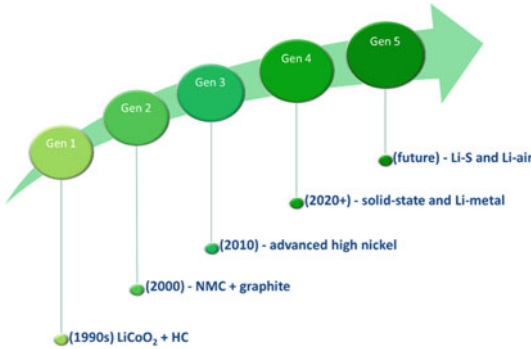 Gen 1
Gen 2
Gen 3
Gen 4
Gen 5
(future) - Li-S and Li-air
(2020+) - solid-state and Li-metal
(2010) - advanced high nickel
(2000) - NMC + graphite
(1990s) LiCoO₂ + HC